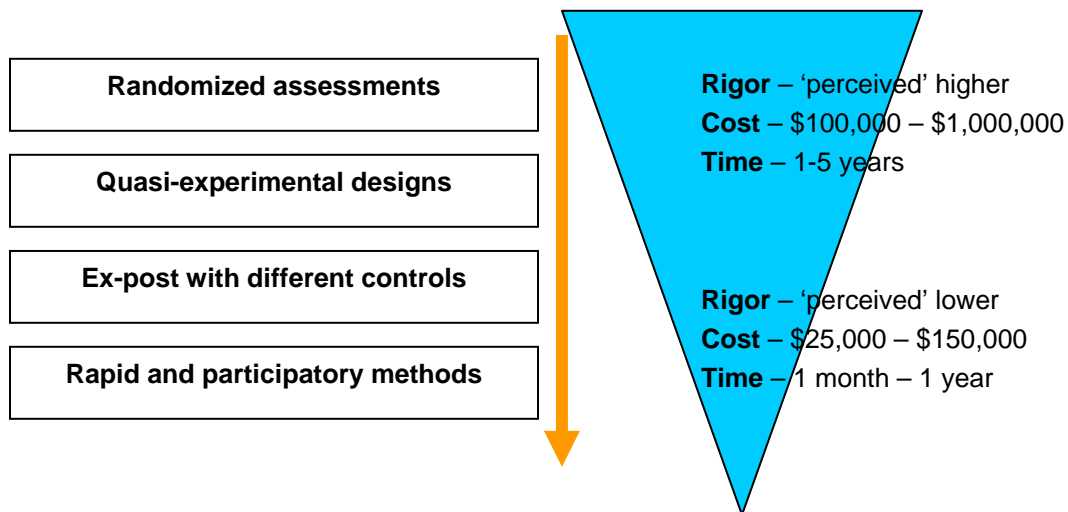 Randomized assessments
Quasi-experimental designs
Ex-post with different controls
Rapid and participatory methods
Rigor – ‘perceived’ higher
Cost – $100,000 – $1,000,000
Time – 1-5 years
Rigor – ‘perceived’ lower
Cost – $25,000 – $150,000
Time – 1 month – 1 year